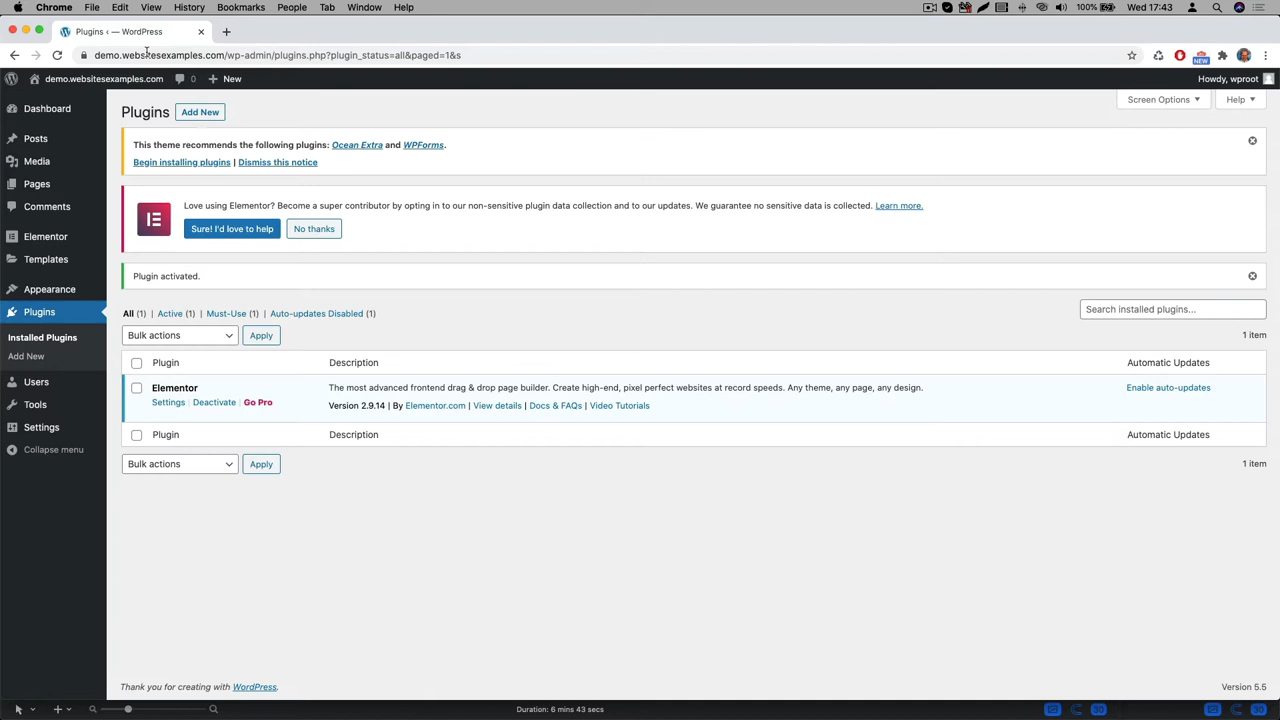 Chrome File Edit View History Bookmarks People Tab Window Help 100% Wed 17:43
Plugins ‹ — WordPress
demo.websitesexamples.com/wp-admin/plugins.php?plugin_status=all&paged=1&s NEW
demo.websitesexamples.com 0 New Howdy, wproot
Screen Options Help
Dashboard
Posts
Media
Pages
Comments
Elementor
Templates
Appearance
Plugins
Installed Plugins
Add New
Users
Tools
Settings
Collapse menu
Plugins Add New
This theme recommends the following plugins: Ocean Extra and WPForms.
Begin installing plugins | Dismiss this notice
Love using Elementor? Become a super contributor by opting in to our non-sensitive plugin data collection and to our updates. We guarantee no sensitive data is collected. Learn more.
Sure! I'd love to help No thanks
Plugin activated.
All (1) | Active (1) | Must-Use (1) | Auto-updates Disabled (1)
Search installed plugins...
Bulk actions Apply 1 item
Plugin Description Automatic Updates
Elementor The most advanced frontend drag & drop page builder. Create high-end, pixel perfect websites at record speeds. Any theme, any page, any design. Enable auto-updates
Settings | Deactivate | Go Pro Version 2.9.14 | By Elementor.com | View details | Docs & FAQs | Video Tutorials
Plugin Description Automatic Updates
Bulk actions Apply 1 item
Thank you for creating with WordPress. Version 5.5
Duration: 6 mins 43 secs 30 30